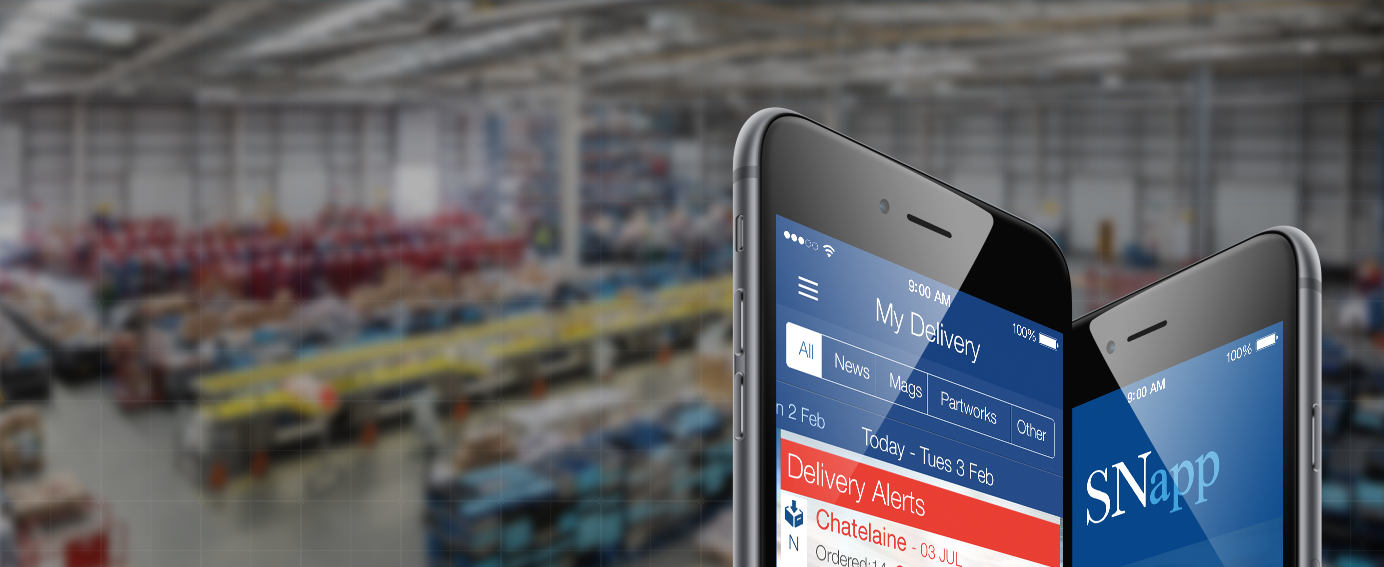 9:00 AM
100%
My Delivery
All
News
Mags
Partworks
Other
n 2 Feb
Today - Tues 3 Feb
Delivery Alerts
Chatelaine - 03 JUL
N
Ordered:14
100%
9:00 AM
SNapp